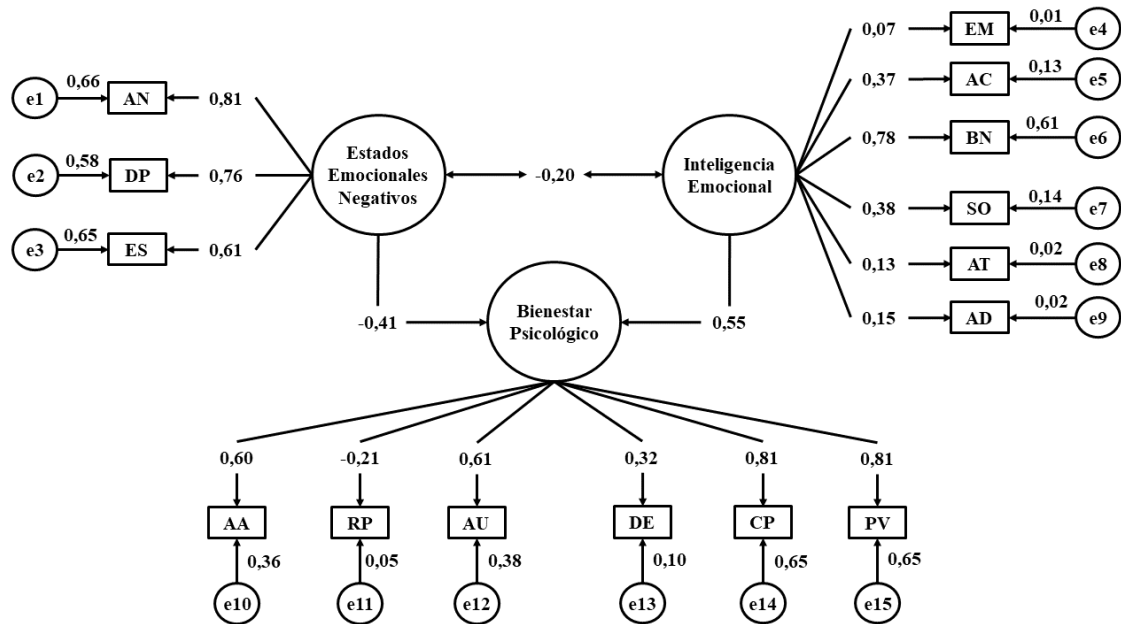 0,66
e1
AN
0,81
0,58
e2
DP
0,76
0,65
e3
ES
0,61
Estados
Emocionales
Negativos
-0,20
Inteligencia
Emocional
0,07
EM
0,01
e4
0,37
AC
0,13
e5
0,78
BN
0,61
e6
0,38
SO
0,14
e7
0,13
AT
0,02
e8
0,15
AD
0,02
e9
-0,41
Bienestar
Psicológico
0,55
0,60
-0,21
0,61
0,32
0,81
0,81
AA
RP
AU
DE
CP
PV
0,36
0,05
0,38
0,10
0,65
0,65
e10
e11
e12
e13
e14
e15